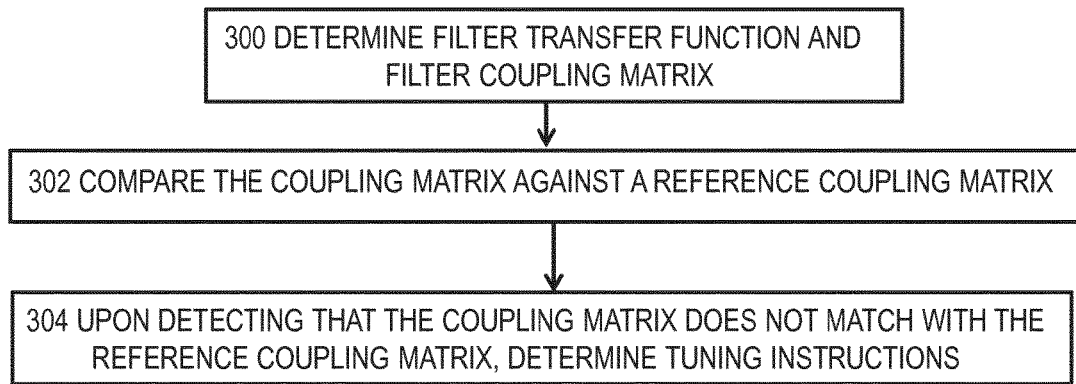 300 DETERMINE FILTER TRANSFER FUNCTION AND
FILTER COUPLING MATRIX
302 COMPARE THE COUPLING MATRIX AGAINST A REFERENCE COUPLING MATRIX
304 UPON DETECTING THAT THE COUPLING MATRIX DOES NOT MATCH WITH THE
REFERENCE COUPLING MATRIX, DETERMINE TUNING INSTRUCTIONS